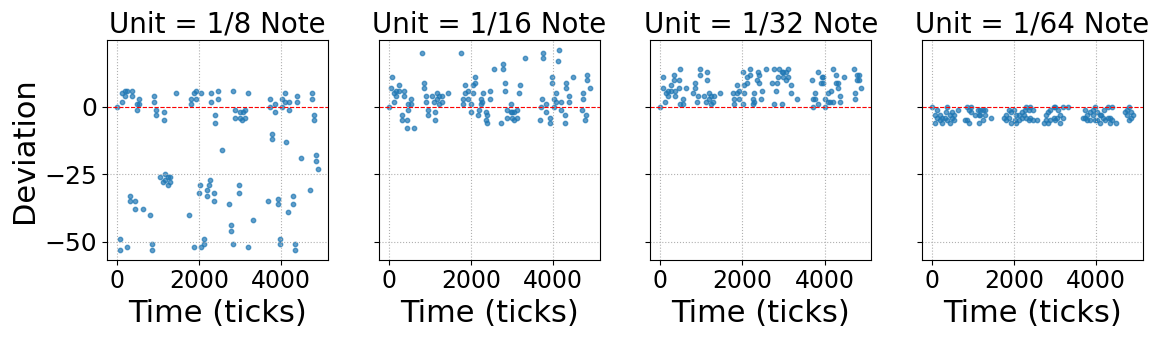 Unit = 1/8 Note
Unit = 1/16 Note
Unit = 1/32 Note
Unit = 1/64 Note
Deviation
0
−25
−50
0 2000 4000
0 2000 4000
0 2000 4000
0 2000 4000
Time (ticks)
Time (ticks)
Time (ticks)
Time (ticks)